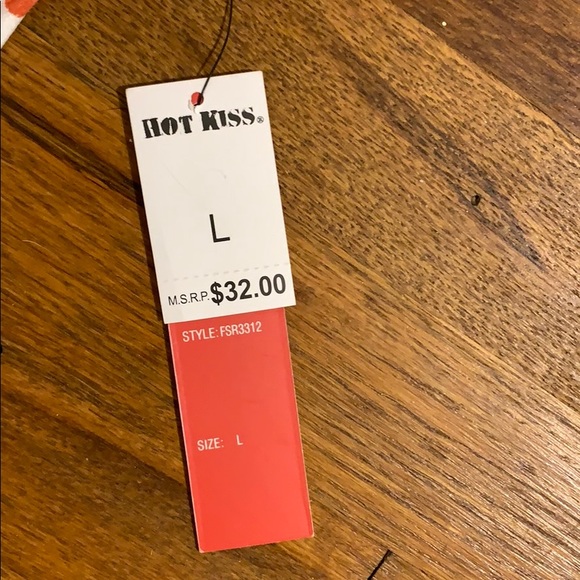 HOT KISS®
L
M.S.R.P. $32.00
STYLE: FSR3312
SIZE: L